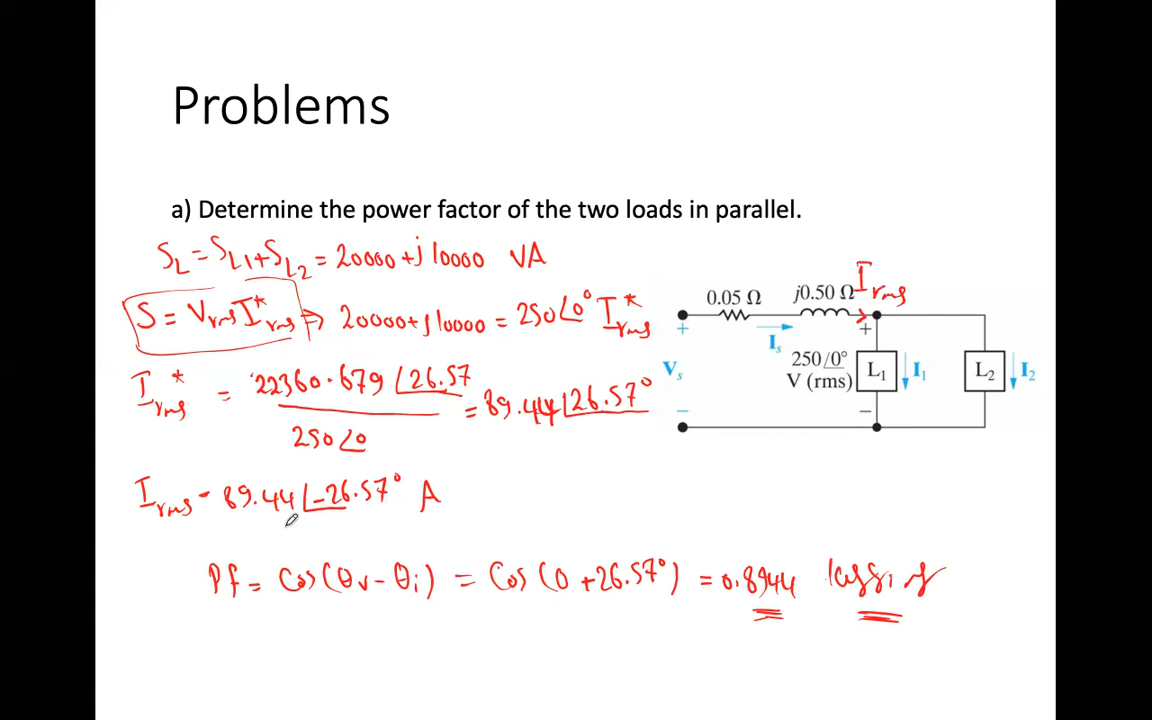 Problems
a) Determine the power factor of the two loads in parallel.
S_L = S_L1 + S_L2 = 20000 + j 10000 VA
S = V_rms I*_rms ⇒ 20000 + j 10000 = 250∠0° I*_rms
I*_rms = 22360.679∠26.57 / 250∠0 = 89.44∠26.57°
I_rms = 89.44∠-26.57° A
Pf = Cos(θv - θi) = Cos(0 + 26.57°) = 0.8944 lagging
I_rms
0.05 Ω
j0.50 Ω
+
+
I_s
V_s
250/0°
V (rms)
L1
I1
L2
I2
−
−